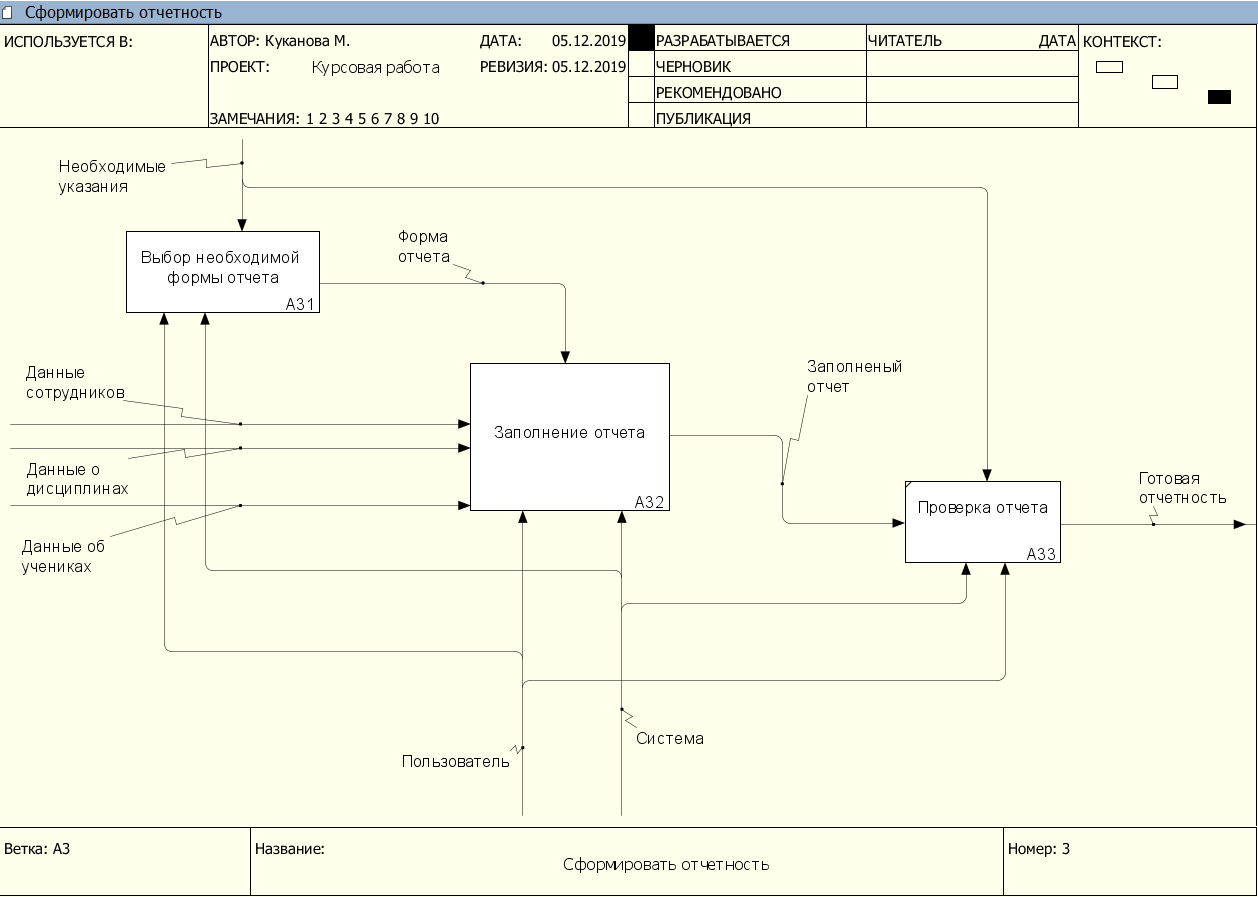 Сформировать отчетность
ИСПОЛЬЗУЕТСЯ В:
АВТОР: Куканова М.
ДАТА: 05.12.2019
ПРОЕКТ: Курсовая работа
РЕВИЗИЯ: 05.12.2019
ЗАМЕЧАНИЯ: 1 2 3 4 5 6 7 8 9 10
РАЗРАБАТЫВАЕТСЯ
ЧЕРНОВИК
РЕКОМЕНДОВАНО
ПУБЛИКАЦИЯ
ЧИТАТЕЛЬ ДАТА
КОНТЕКСТ:
Необходимые
указания
Выбор необходимой
формы отчета
A31
Форма
отчета
Данные
сотрудников
Данные о
дисциплинах
Данные об
учениках
Заполнение отчета
A32
Заполненый
отчет
Проверка отчета
A33
Готовая
отчетность
Система
Пользователь
Ветка: A3
Название:
Сформировать отчетность
Номер: 3